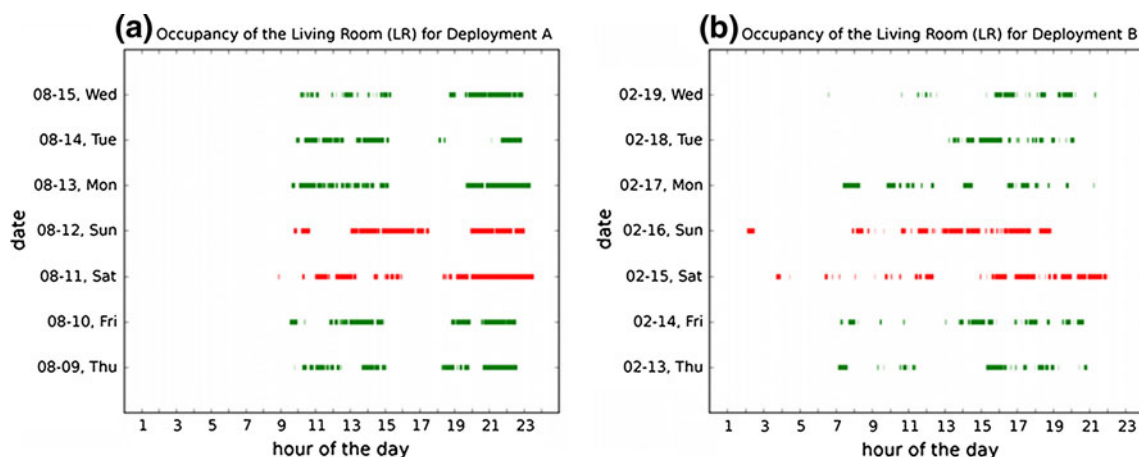 (a) Occupancy of the Living Room (LR) for Deployment A
08-15, Wed
08-14, Tue
08-13, Mon
08-12, Sun
08-11, Sat
08-10, Fri
08-09, Thu
date
1 3 5 7 9 11 13 15 17 19 21 23
hour of the day
(b) Occupancy of the Living Room (LR) for Deployment B
02-19, Wed
02-18, Tue
02-17, Mon
02-16, Sun
02-15, Sat
02-14, Fri
02-13, Thu
date
1 3 5 7 9 11 13 15 17 19 21 23
hour of the day